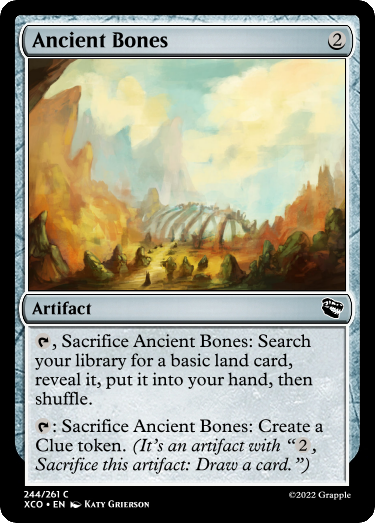 Ancient Bones 2
Artifact
, Sacrifice Ancient Bones: Search
your library for a basic land card,
reveal it, put it into your hand, then
shuffle.
: Sacrifice Ancient Bones: Create a
Clue token. (It's an artifact with “2,
Sacrifice this artifact: Draw a card.”)
244/261 C
XCO • EN Katy Grierson
©2022 Grapple